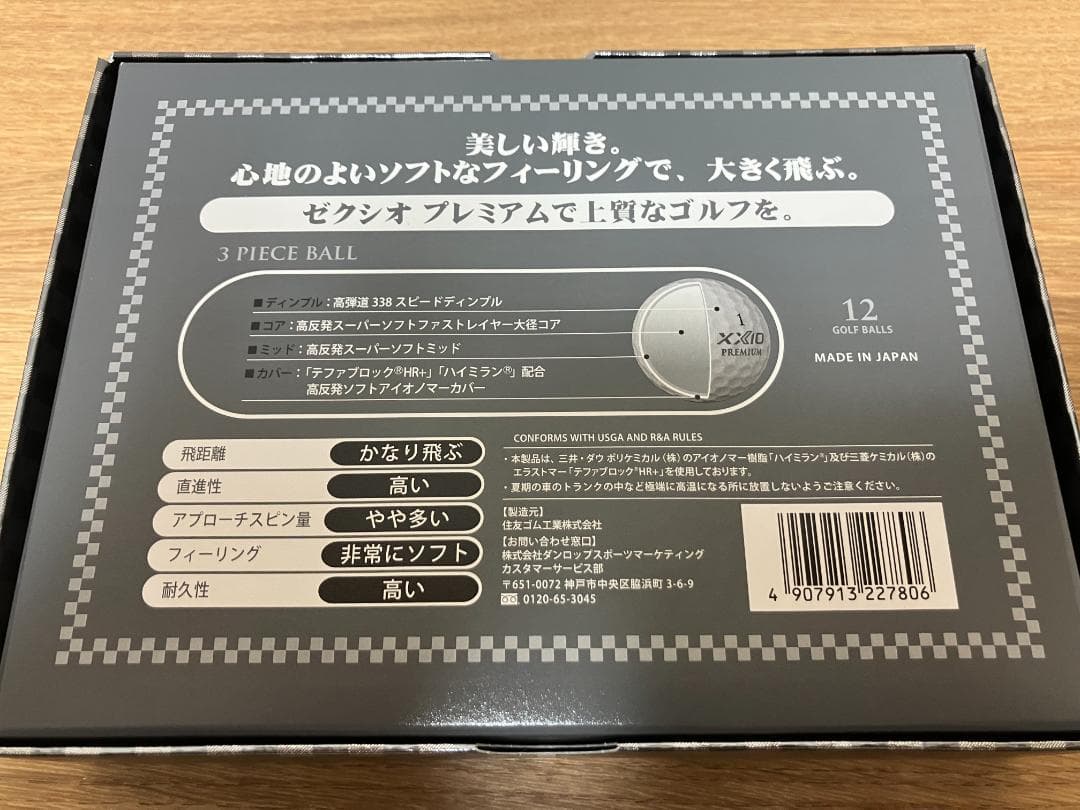 美しい輝き。
心地のよいソフトなフィーリングで、大きく飛ぶ。
ゼクシオ プレミアムで上質なゴルフを。
3 PIECE BALL
■ディンプル：高弾道338スピードディンプル
■コア：高反発スーパーソフトファストレイヤー大径コア
■ミッド：高反発スーパーソフトミッド
■カバー：「テファブロック®HR+」「ハイミラン®」配合
高反発ソフトアイオノマーカバー
1
XXIO
PREMIUM
12
GOLF BALLS
MADE IN JAPAN
飛距離 かなり飛ぶ
直進性 高い
アプローチスピン量 やや多い
フィーリング 非常にソフト
耐久性 高い
CONFORMS WITH USGA AND R&A RULES
・本製品は、三井・ダウ ポリケミカル（株）のアイオノマー樹脂「ハイミラン®」及び三菱ケミカル（株）の
エラストマー「テファブロック®HR+」を使用しております。
・夏期の車のトランクの中など極端に高温になる所に放置しないようご注意ください。
【製造元】
住友ゴム工業株式会社
【お問い合わせ窓口】
株式会社ダンロップスポーツマーケティング
カスタマーサービス部
〒651-0072 神戸市中央区脇浜町3-6-9
0120-65-3045
4 907913 227806